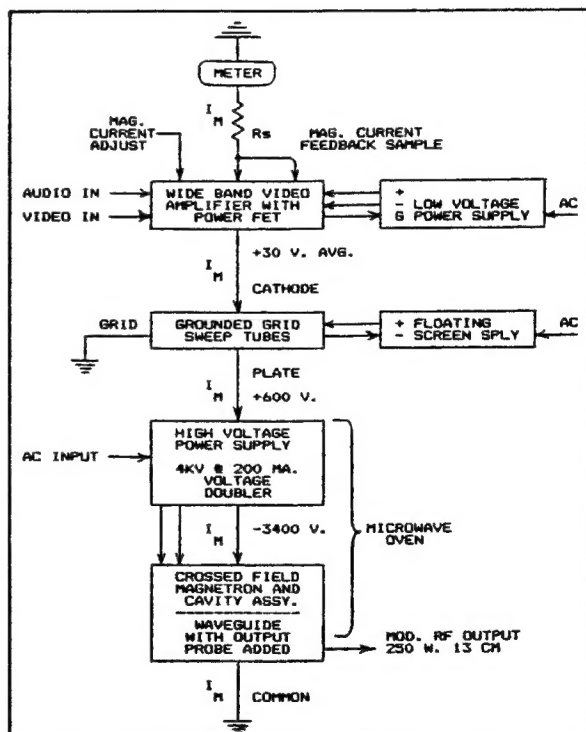 METER
I
M
Rs
MAG.
CURRENT
ADJUST
MAG. CURRENT
FEEDBACK SAMPLE
AUDIO IN
VIDEO IN
WIDE BAND VIDEO
AMPLIFIER WITH
POWER FET
+
- LOW VOLTAGE
G POWER SUPPLY
AC
I
M
+30 V. AVG.
CATHODE
GRID
GROUNDED GRID
SWEEP TUBES
+ FLOATING
- SCREEN SPLY
AC
I
M
PLATE
+600 V.
AC INPUT
HIGH VOLTAGE
POWER SUPPLY
4KV @ 200 MA.
VOLTAGE
DOUBLER
I
M
-3400 V.
MICROWAVE
OVEN
CROSSED FIELD
MAGNETRON AND
CAVITY ASSY.
WAVEGUIDE
WITH OUTPUT
PROBE ADDED
MOD. RF OUTPUT
250 W. 13 CM
I
M
COMMON